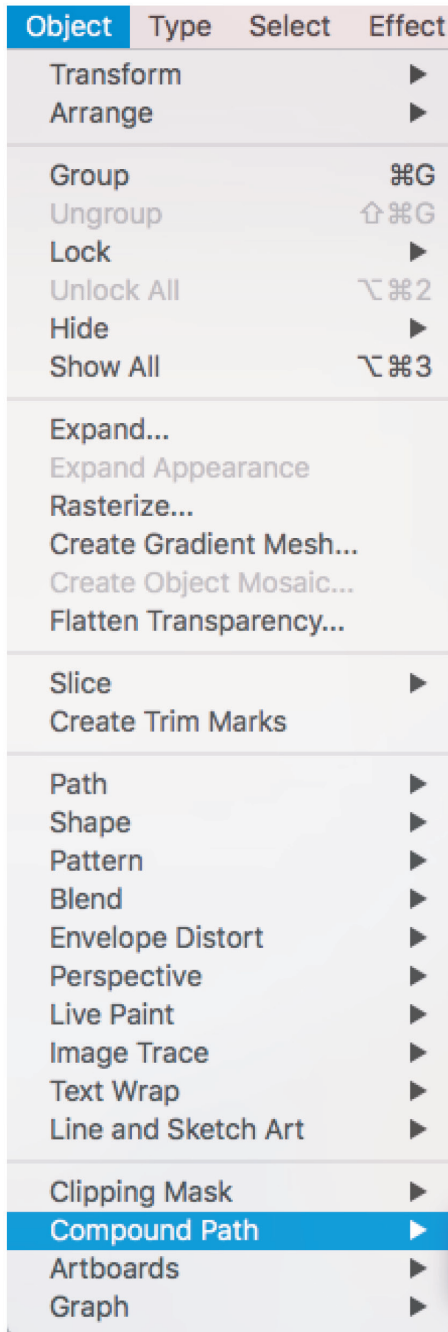 Object Type Select Effect
Transform ▶
Arrange ▶
Group ⌘G
Ungroup ⇧⌘G
Lock ▶
Unlock All ⌥⌘2
Hide ▶
Show All ⌥⌘3
Expand...
Expand Appearance
Rasterize...
Create Gradient Mesh...
Create Object Mosaic...
Flatten Transparency...
Slice ▶
Create Trim Marks
Path ▶
Shape ▶
Pattern ▶
Blend ▶
Envelope Distort ▶
Perspective ▶
Live Paint ▶
Image Trace ▶
Text Wrap ▶
Line and Sketch Art ▶
Clipping Mask ▶
Compound Path ▶
Artboards ▶
Graph ▶